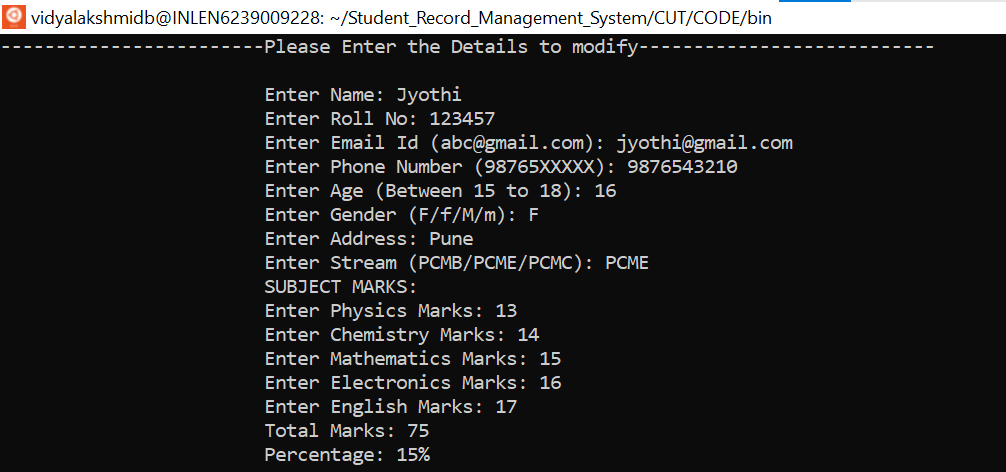 vidyalakshmidb@INLEN6239009228: ~/Student_Record_Management_System/CUT/CODE/bin
------------------------Please Enter the Details to modify---------------------------
Enter Name: Jyothi
Enter Roll No: 123457
Enter Email Id (abc@gmail.com): jyothi@gmail.com
Enter Phone Number (98765XXXXX): 9876543210
Enter Age (Between 15 to 18): 16
Enter Gender (F/f/M/m): F
Enter Address: Pune
Enter Stream (PCMB/PCME/PCMC): PCME
SUBJECT MARKS:
Enter Physics Marks: 13
Enter Chemistry Marks: 14
Enter Mathematics Marks: 15
Enter Electronics Marks: 16
Enter English Marks: 17
Total Marks: 75
Percentage: 15%